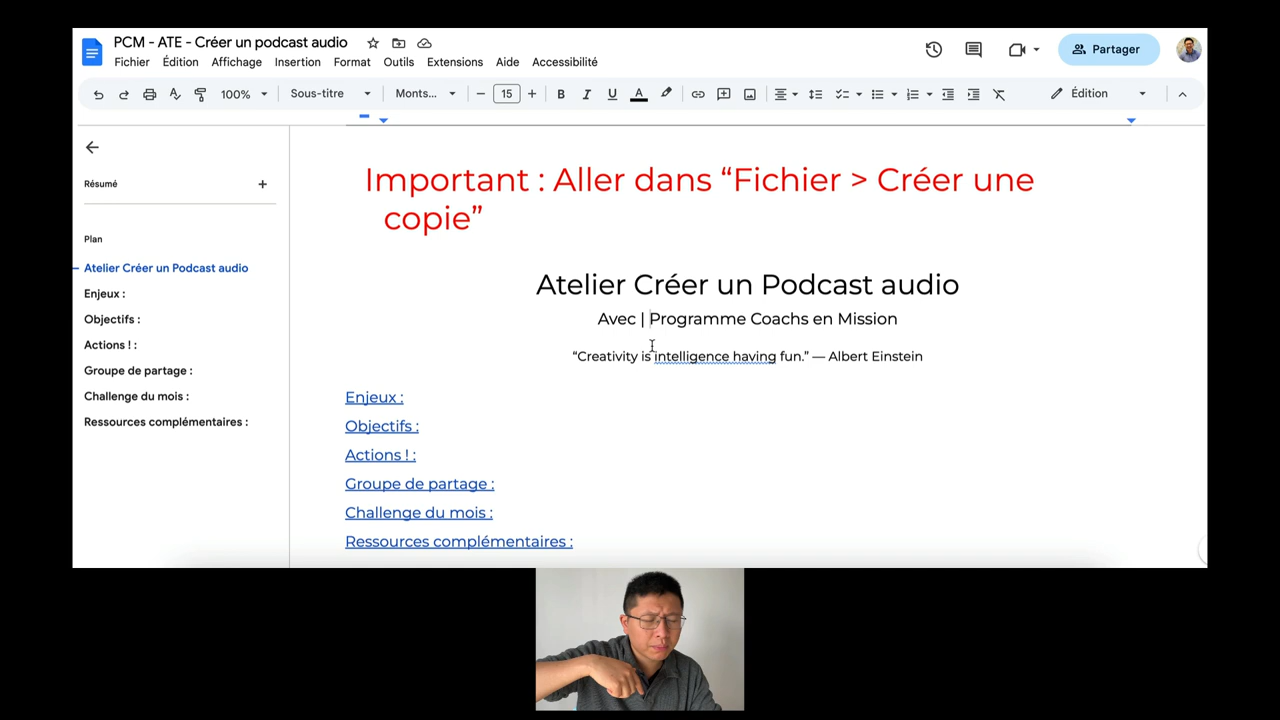 PCM - ATE - Créer un podcast audio
Fichier Édition Affichage Insertion Format Outils Extensions Aide Accessibilité
Partager
100% Sous-titre Monts... 15 B I U A Édition
Résumé
Plan
Atelier Créer un Podcast audio
Enjeux :
Objectifs :
Actions ! :
Groupe de partage :
Challenge du mois :
Ressources complémentaires :
Important : Aller dans “Fichier > Créer une
copie”
Atelier Créer un Podcast audio
Avec | Programme Coachs en Mission
“Creativity is intelligence having fun.” — Albert Einstein
Enjeux :
Objectifs :
Actions ! :
Groupe de partage :
Challenge du mois :
Ressources complémentaires :